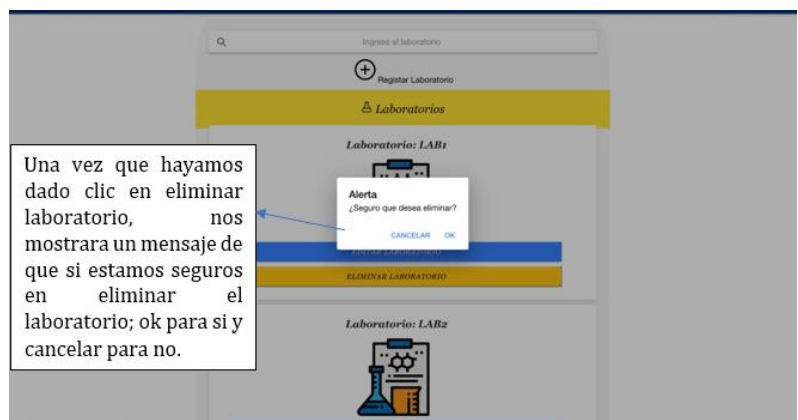 Ingrese el laboratorio
Registar Laboratorio
Laboratorios
Laboratorio: LAB1
Alerta
¿Seguro que desea eliminar?
CANCELAR OK
EDITAR LABORATORIO
ELIMINAR LABORATORIO
Laboratorio: LAB2
Una vez que hayamos
dado clic en eliminar
laboratorio, nos
mostrara un mensaje de
que si estamos seguros
en eliminar el
laboratorio; ok para si y
cancelar para no.